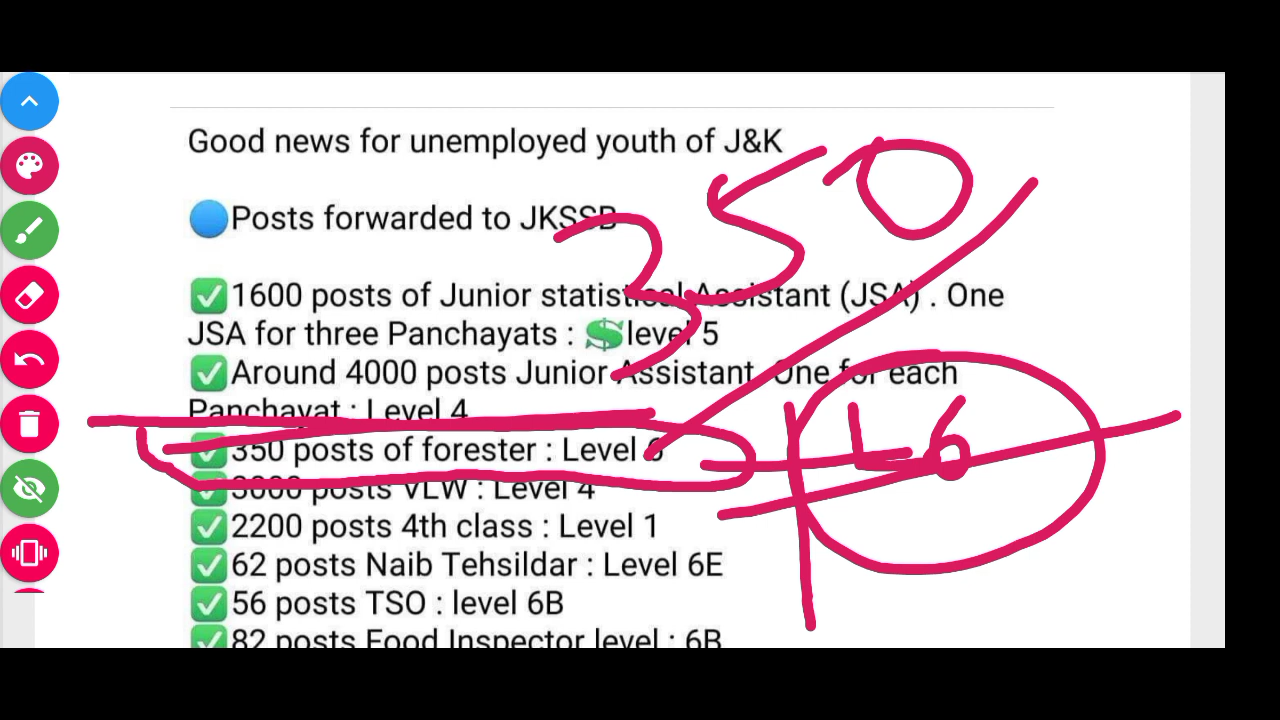 Good news for unemployed youth of J&K
🔵Posts forwarded to JKSSB
✅1600 posts of Junior statistical Assistant (JSA) . One
JSA for three Panchayats : 💲level 5
✅Around 4000 posts Junior Assistant. One for each
Panchayat : Level 4
✅350 posts of forester : Level 6
✅3000 posts VLW : Level 4
✅2200 posts 4th class : Level 1
✅62 posts Naib Tehsildar : Level 6E
✅56 posts TSO : level 6B
✅82 posts Food Inspector level : 6B
350
L6